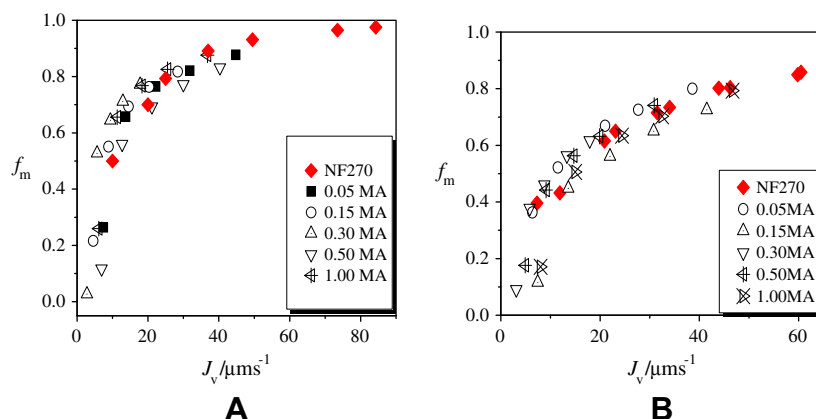 1.0
0.8
0.6
0.4
0.2
0.0
f_m
0 20 40 60 80
J_v/µms⁻¹
NF270
0.05 MA
0.15 MA
0.30 MA
0.50 MA
1.00 MA
A
1.0
0.8
0.6
0.4
0.2
0.0
f_m
0 20 40 60
J_v/µms⁻¹
NF270
0.05MA
0.15MA
0.30MA
0.50MA
1.00MA
B